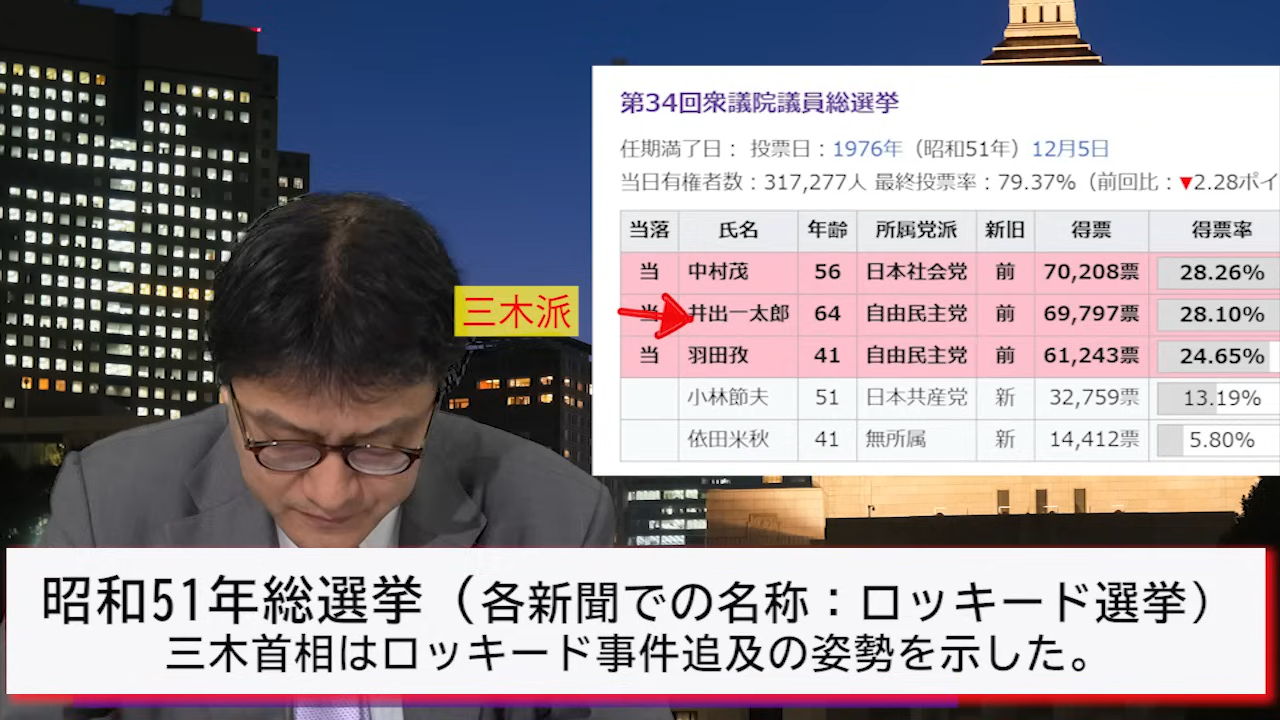 第34回衆議院議員総選挙
任期満了日： 投票日：1976年（昭和51年）12月5日
当日有権者数：317,277人 最終投票率：79.37%（前回比：▼2.28ポイ
当落 氏名 年齢 所属党派 新旧 得票 得票率
当 中村茂 56 日本社会党 前 70,208票 28.26%
三木派
当 井出一太郎 64 自由民主党 前 69,797票 28.10%
当 羽田孜 41 自由民主党 前 61,243票 24.65%
小林節夫 51 日本共産党 新 32,759票 13.19%
依田米秋 41 無所属 新 14,412票 5.80%
昭和51年総選挙（各新聞での名称：ロッキード選挙）
三木首相はロッキード事件追及の姿勢を示した。